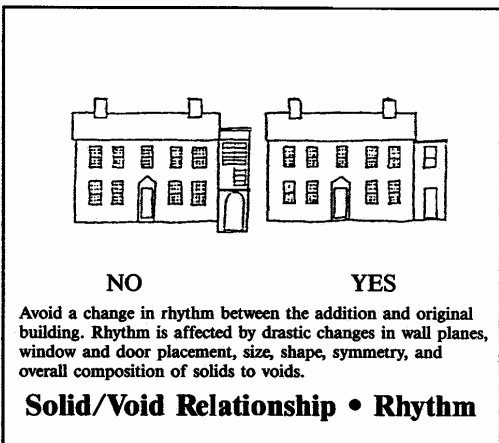 NO YES
Avoid a change in rhythm between the addition and original
building. Rhythm is affected by drastic changes in wall planes,
window and door placement, size, shape, symmetry, and
overall composition of solids to voids.
Solid/Void Relationship • Rhythm